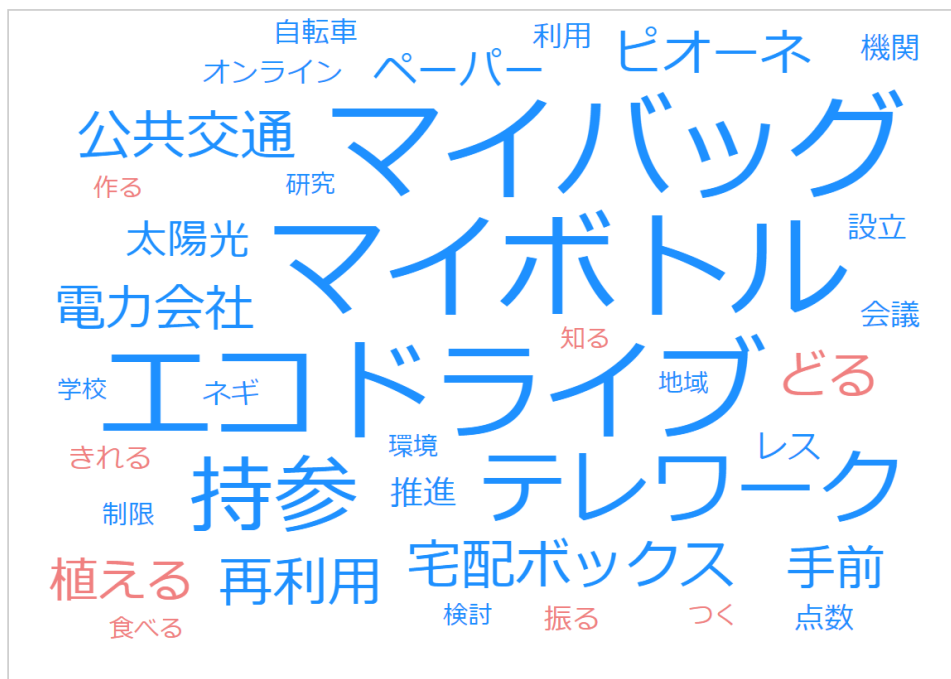 自転車
利用
ピオーネ
機関
オンライン
ペーパー
公共交通
マイバッグ
作る
研究
太陽光
マイボトル
設立
電力会社
会議
知る
エコドライブ
どる
学校
ネギ
地域
きれる
環境
レス
持参
推進
テレワーク
制限
植える
再利用
宅配ボックス
手前
食べる
検討
振る
つく
点数